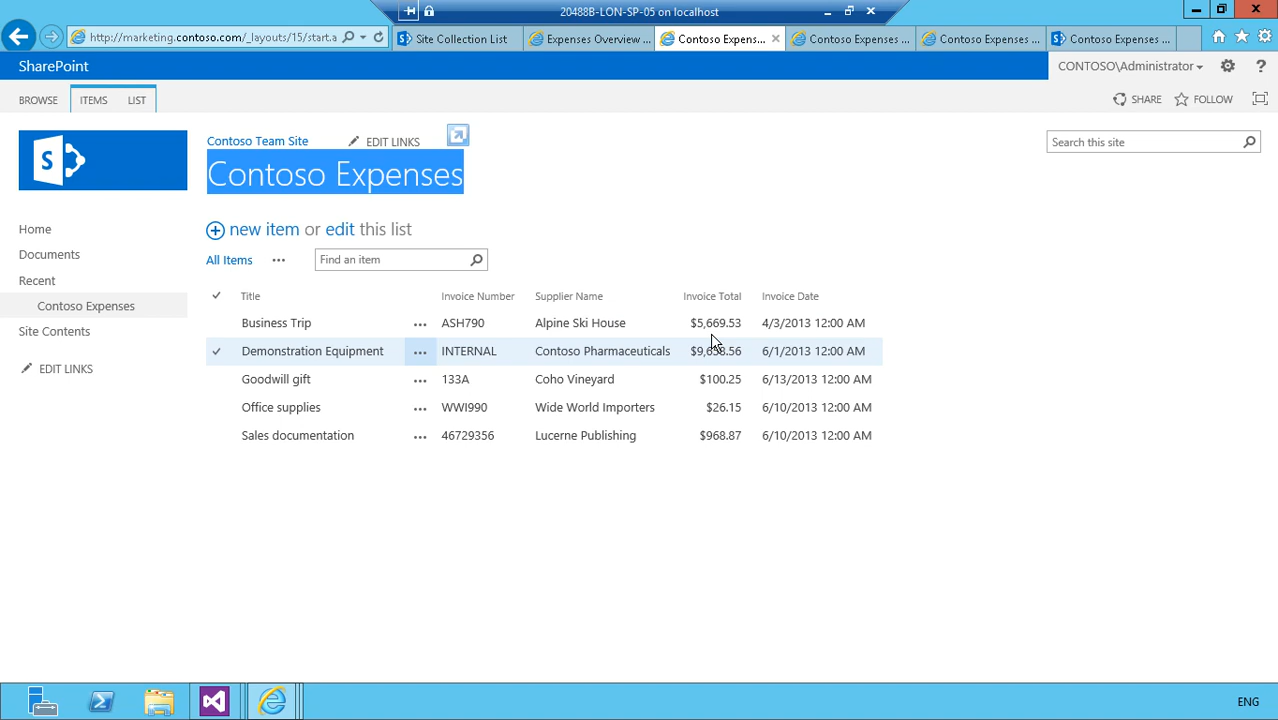 20488B-LON-SP-05 on localhost
http://marketing.contoso.com/_layouts/15/start.a
Site Collection List
Expenses Overview ...
Contoso Expens...
Contoso Expenses ...
Contoso Expenses ...
Contoso Expenses ...
SharePoint
CONTOSO\Administrator
?
BROWSE ITEMS LIST
SHARE FOLLOW
S
Contoso Team Site EDIT LINKS
Search this site
Contoso Expenses
Home
Documents
Recent
Contoso Expenses
Site Contents
EDIT LINKS
new item or edit this list
All Items ... Find an item
Title Invoice Number Supplier Name Invoice Total Invoice Date
Business Trip ... ASH790 Alpine Ski House $5,669.53 4/3/2013 12:00 AM
Demonstration Equipment ... INTERNAL Contoso Pharmaceuticals 6/1/2013 12:00 AM
Goodwill gift ... 133A Coho Vineyard $100.25 6/13/2013 12:00 AM
Office supplies ... WWI990 Wide World Importers $26.15 6/10/2013 12:00 AM
Sales documentation ... 46729356 Lucerne Publishing $968.87 6/10/2013 12:00 AM
ENG